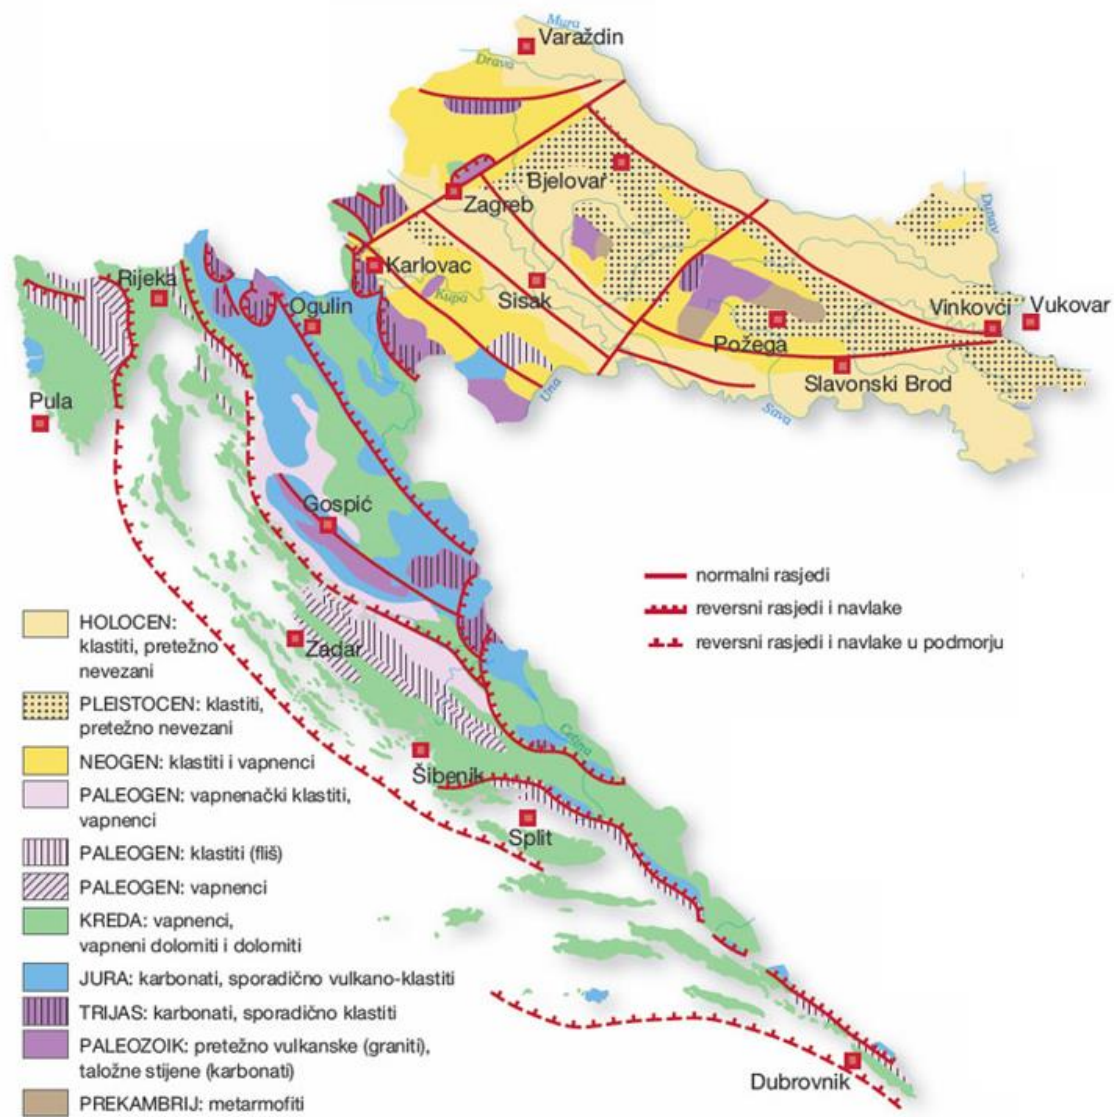 Mura
Varaždin
Drava
Bjelovar
Zagreb
Dunav
Karlovac
Kupa
Sisak
Rijeka
Ogulin
Vinkovci
Vukovar
Požega
Slavonski Brod
Una
Sava
Pula
Gospić
normalni rasjedi
reversni rasjedi i navlake
reversni rasjedi i navlake u podmorju
Zadar
Cetina
Šibenik
Split
Dubrovnik
HOLOCEN:
klastiti, pretežno
nevezani
PLEISTOCEN: klastiti,
pretežno nevezani
NEOGEN: klastiti i vapnenci
PALEOGEN: vapnenački klastiti,
vapnenci
PALEOGEN: klastiti (fliš)
PALEOGEN: vapnenci
KREDA: vapnenci,
vapneni dolomiti i dolomiti
JURA: karbonati, sporadično vulkano-klastiti
TRIJAS: karbonati, sporadično klastiti
PALEOZOIK: pretežno vulkanske (graniti),
taložne stijene (karbonati)
PREKAMBRIJ: metarmofiti